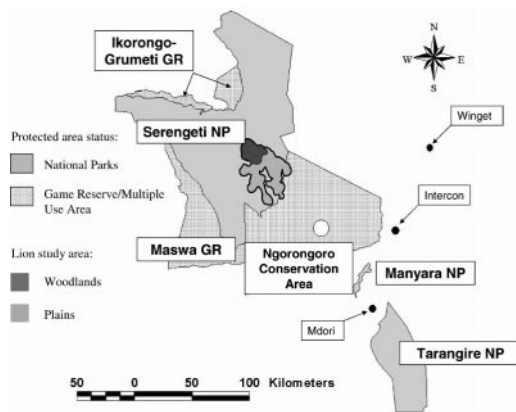 Ikorongo-
Grumeti GR
N
W
E
S
Winget
Protected area status:
Serengeti NP
National Parks
Game Reserve/Multiple
Use Area
Intercon
Lion study area:
Maswa GR
Ngorongoro
Conservation
Area
Manyara NP
Woodlands
Plains
Mdori
Tarangire NP
50 0 50 100 Kilometers